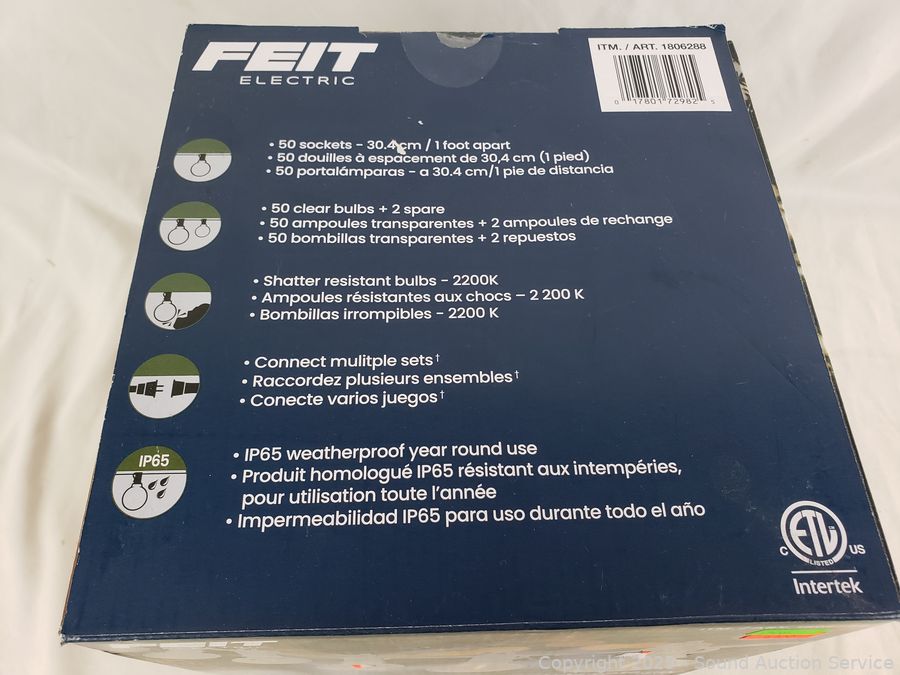 FEIT
ELECTRIC
ITM. / ART. 1806288
0 17801 72982 5
• 50 sockets - 30.4 cm / 1 foot apart
• 50 douilles à espacement de 30,4 cm (1 pied)
• 50 portalámparas - a 30.4 cm/1 pie de distancia
• 50 clear bulbs + 2 spare
• 50 ampoules transparentes + 2 ampoules de rechange
• 50 bombillas transparentes + 2 repuestos
• Shatter resistant bulbs - 2200K
• Ampoules résistantes aux chocs – 2 200 K
• Bombillas irrompibles - 2200 K
• Connect mulitple sets†
• Raccordez plusieurs ensembles†
• Conecte varios juegos†
IP65
• IP65 weatherproof year round use
• Produit homologué IP65 résistant aux intempéries,
pour utilisation toute l'année
• Impermeabilidad IP65 para uso durante todo el año
C ETL US
LISTED
Intertek
FEIT
Copyright 202 - Sound Auction Service